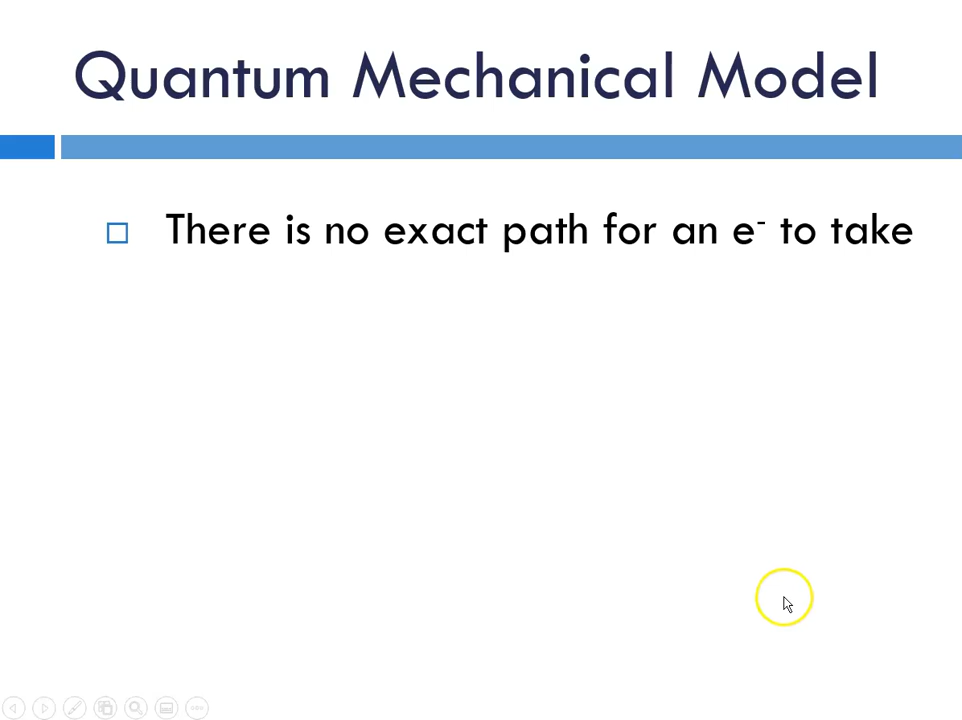 Quantum Mechanical Model
There is no exact path for an e⁻ to take